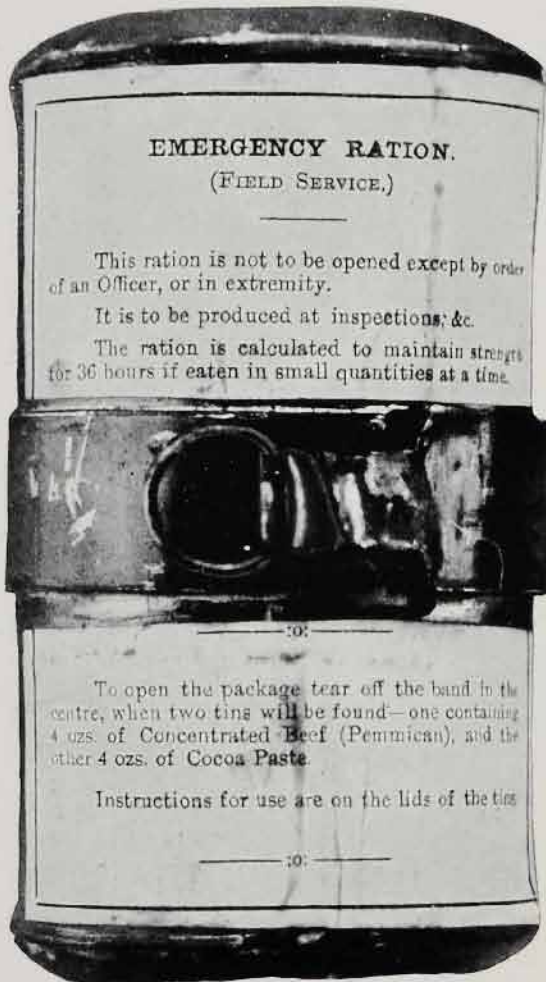 EMERGENCY RATION.
(FIELD SERVICE.)
This ration is not to be opened except by order
of an Officer, or in extremity.
It is to be produced at inspections, &c.
The ration is calculated to maintain strength
for 36 hours if eaten in small quantities at a time.
:o:
To open the package tear off the band in the
centre, when two tins will be found—one containing
4 ozs. of Concentrated Beef (Pemmican), and the
other 4 ozs. of Cocoa Paste.
Instructions for use are on the lids of the tins
:o: